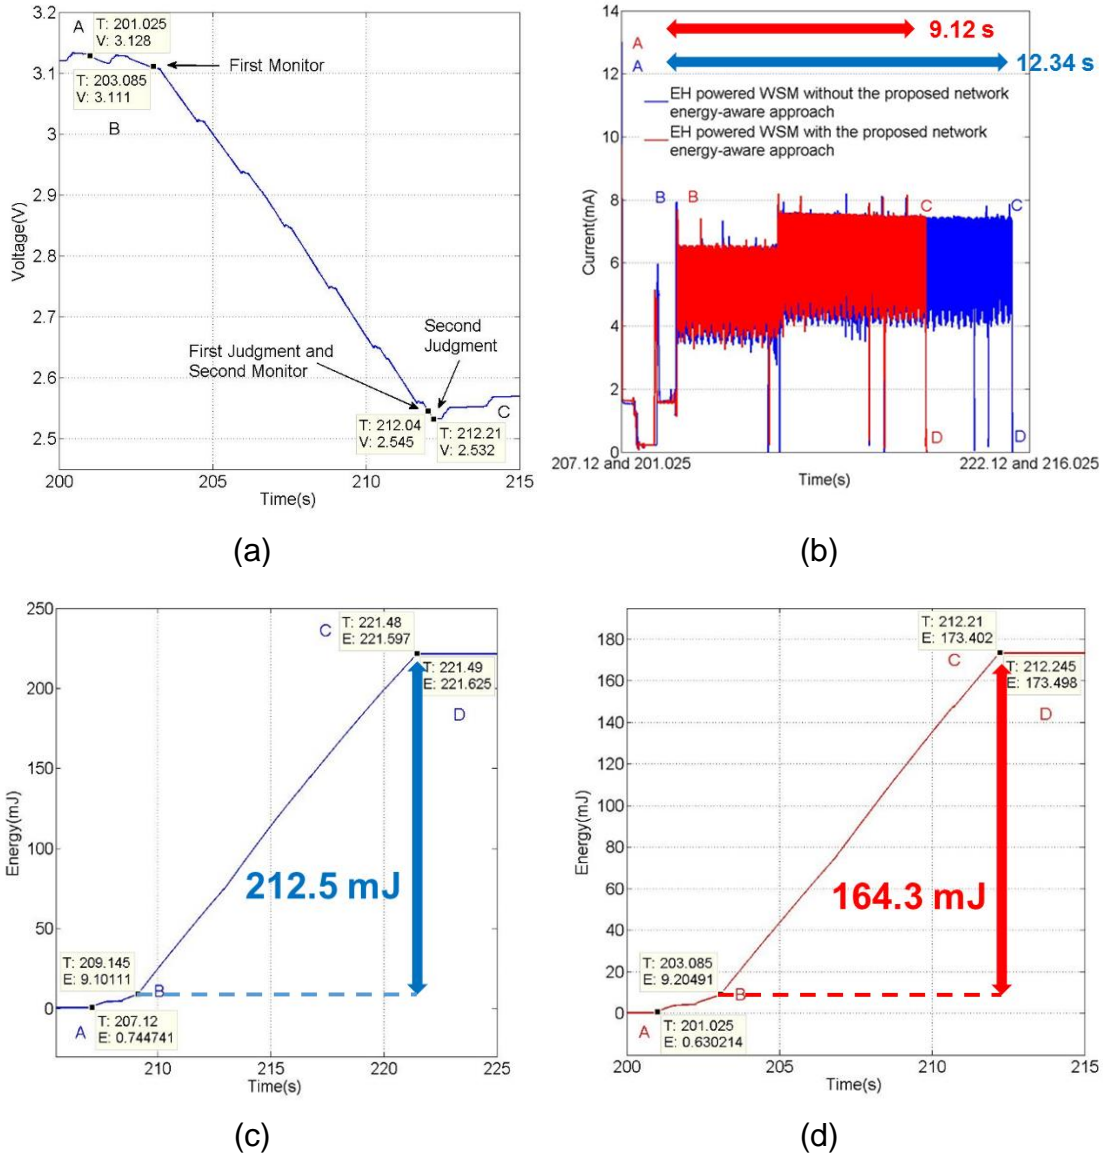 3.2
3.1
3
2.9
2.8
2.7
2.6
2.5
200
205
210
215
Voltage(V)
Time(s)
A
T: 201.025
V: 3.128
T: 203.085
V: 3.111
B
First Monitor
First Judgment and
Second Monitor
Second
Judgment
T: 212.04
V: 2.545
T: 212.21
V: 2.532
C
(a)
14
12
10
8
6
4
2
0
Current(mA)
207.12 and 201.025
222.12 and 216.025
Time(s)
A
A
9.12 s
12.34 s
EH powered WSM without the proposed network
energy-aware approach
EH powered WSM with the proposed network
energy-aware approach
B
B
C
C
D
D
(b)
250
200
150
100
50
0
210
215
220
225
Energy(mJ)
Time(s)
C
T: 221.48
E: 221.597
T: 221.49
E: 221.625
D
212.5 mJ
T: 209.145
E: 9.10111
B
A
T: 207.12
E: 0.744741
(c)
180
160
140
120
100
80
60
40
20
0
200
205
210
215
Energy(mJ)
Time(s)
T: 212.21
E: 173.402
C
T: 212.245
E: 173.498
D
164.3 mJ
T: 203.085
E: 9.20491
B
A
T: 201.025
E: 0.630214
(d)